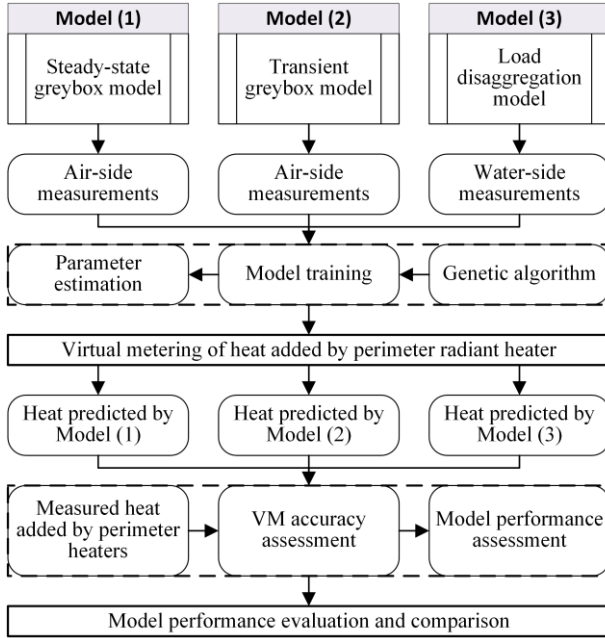 Model (1)
Model (2)
Model (3)
Steady-state
greybox model
Transient
greybox model
Load
disaggregation
model
Air-side
measurements
Air-side
measurements
Water-side
measurements
Parameter
estimation
Model training
Genetic algorithm
Virtual metering of heat added by perimeter radiant heater
Heat predicted by
Model (1)
Heat predicted by
Model (2)
Heat predicted by
Model (3)
Measured heat
added by perimeter
heaters
VM accuracy
assessment
Model performance
assessment
Model performance evaluation and comparison